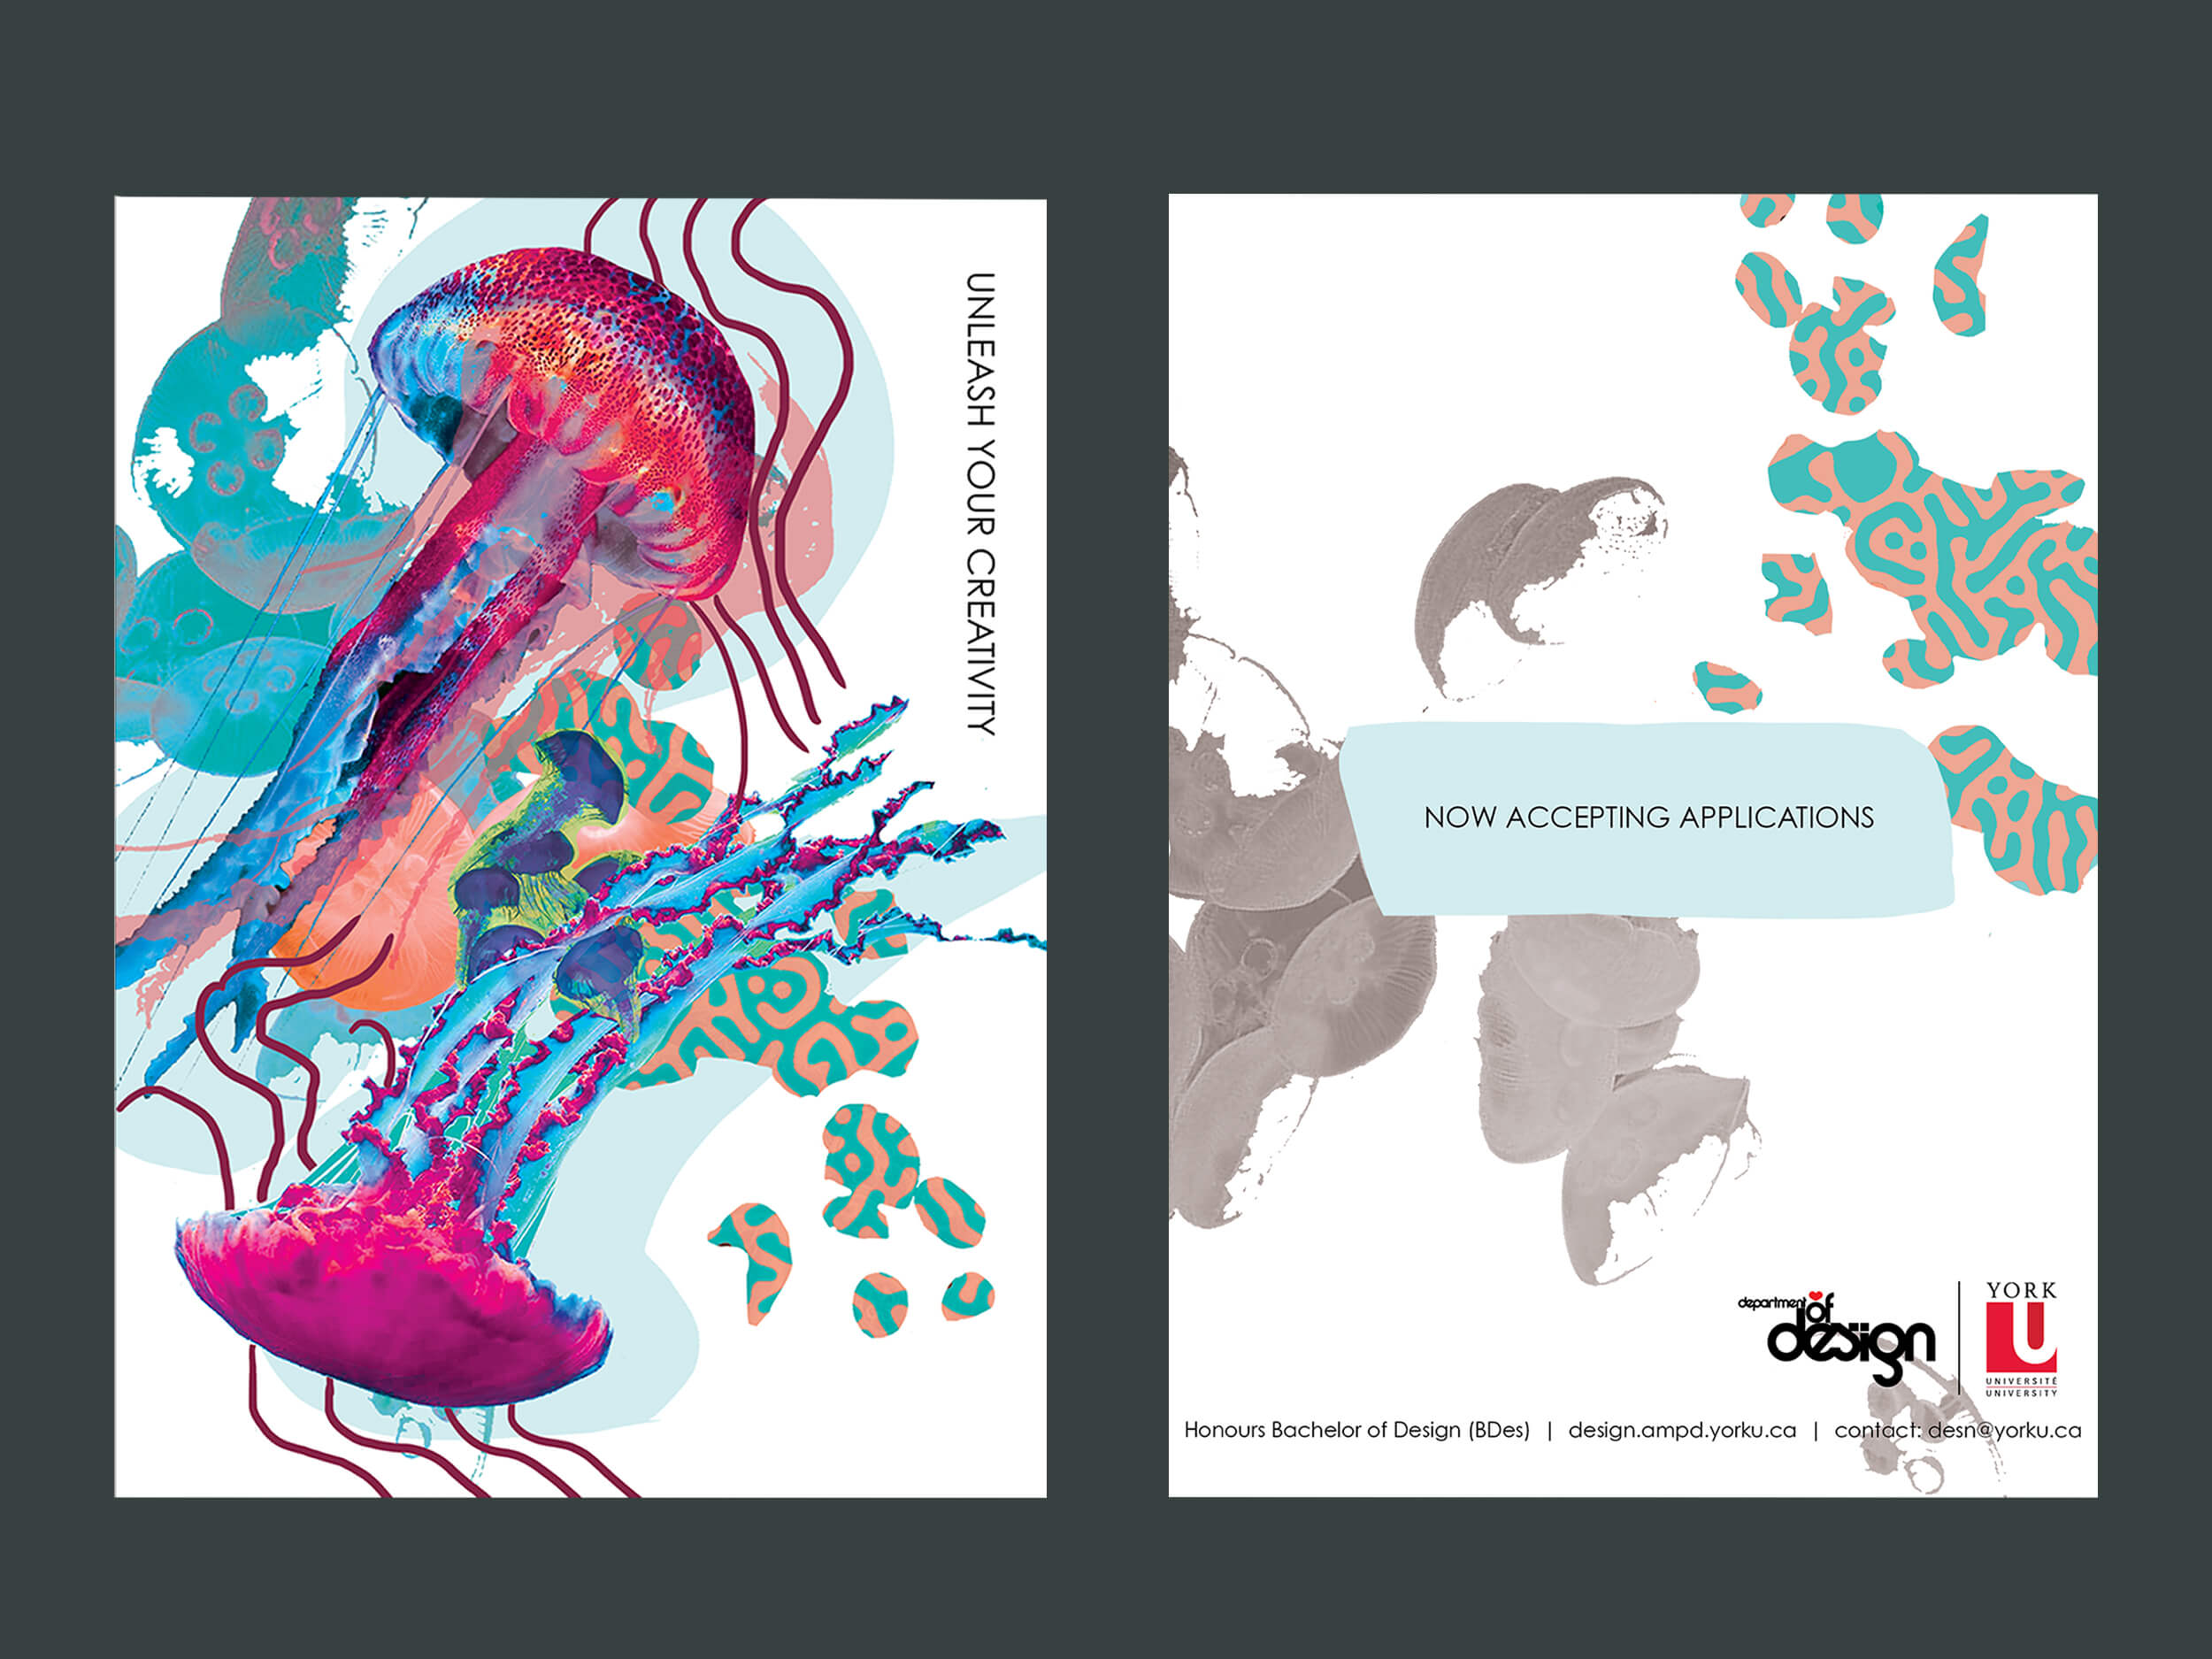 UNLEASH YOUR CREATIVITY
NOW ACCEPTING APPLICATIONS
department of
design
YORK
U
UNIVERSITÉ
UNIVERSITY
Honours Bachelor of Design (BDes) | design.ampd.yorku.ca | contact: desn@yorku.ca